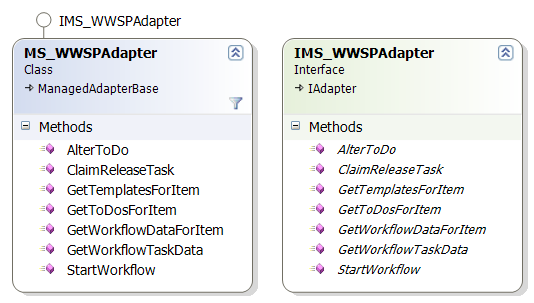 IMS_WWSPAdapter
MS_WWSPAdapter
Class
ManagedAdapterBase
Methods
AlterToDo
ClaimReleaseTask
GetTemplatesForItem
GetToDosForItem
GetWorkflowDataForItem
GetWorkflowTaskData
StartWorkflow
IMS_WWSPAdapter
Interface
IAdapter
Methods
AlterToDo
ClaimReleaseTask
GetTemplatesForItem
GetToDosForItem
GetWorkflowDataForItem
GetWorkflowTaskData
StartWorkflow